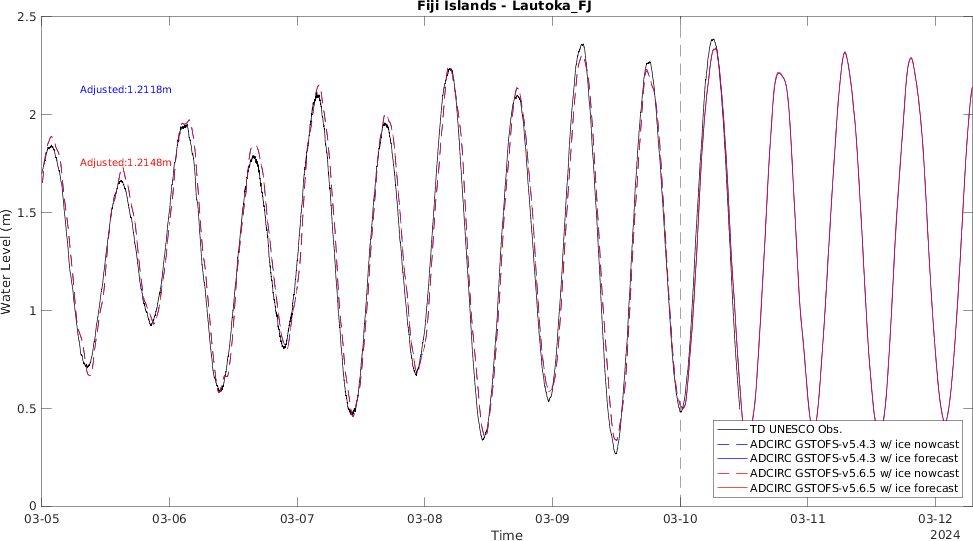 Fiji Islands - Lautoka_FJ
2.5
2
1.5
1
0.5
0
Water Level (m)
Adjusted:1.2118m
Adjusted:1.2148m
TD UNESCO Obs.
ADCIRC GSTOFS-v5.4.3 w/ ice nowcast
ADCIRC GSTOFS-v5.4.3 w/ ice forecast
ADCIRC GSTOFS-v5.6.5 w/ ice nowcast
ADCIRC GSTOFS-v5.6.5 w/ ice forecast
03-05 03-06 03-07 03-08 03-09 03-10 03-11 03-12
Time
2024